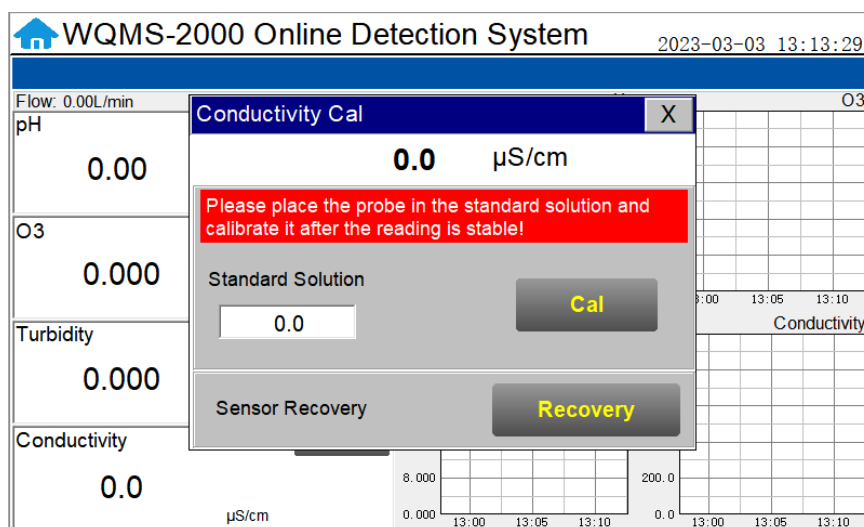 WQMS-2000 Online Detection System
2023-03-03 13:13:29
Flow: 0.00L/min
O3
pH
0.00
O3
0.000
Turbidity
0.000
Conductivity
0.0
µS/cm
Conductivity Cal
X
0.0 µS/cm
Please place the probe in the standard solution and
calibrate it after the reading is stable!
Standard Solution
0.0
Cal
Sensor Recovery
Recovery
:00 13:05 13:10
Conductivity
8.000
0.000
13:00 13:05 13:10
200.0
0.0
13:00 13:05 13:10